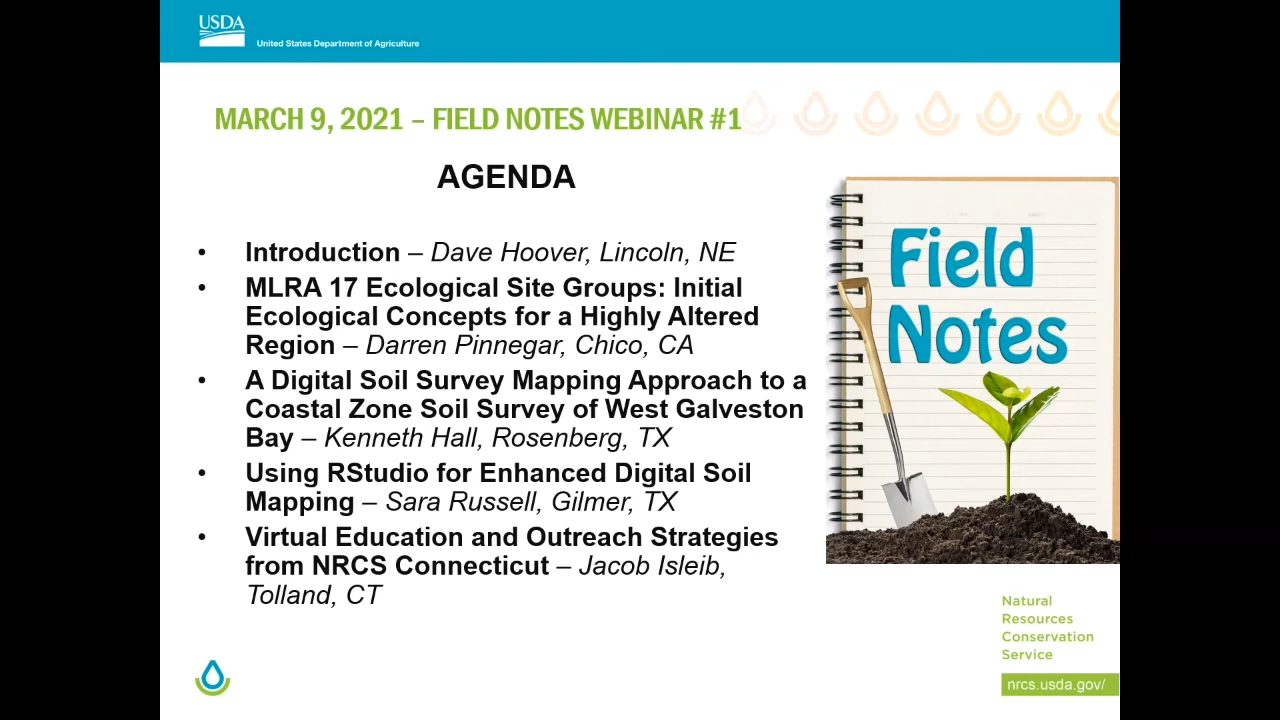 USDA
United States Department of Agriculture
MARCH 9, 2021 – FIELD NOTES WEBINAR #1
AGENDA
• Introduction – Dave Hoover, Lincoln, NE
• MLRA 17 Ecological Site Groups: Initial
Ecological Concepts for a Highly Altered
Region – Darren Pinnegar, Chico, CA
• A Digital Soil Survey Mapping Approach to a
Coastal Zone Soil Survey of West Galveston
Bay – Kenneth Hall, Rosenberg, TX
• Using RStudio for Enhanced Digital Soil
Mapping – Sara Russell, Gilmer, TX
• Virtual Education and Outreach Strategies
from NRCS Connecticut – Jacob Isleib,
Tolland, CT
Field
Notes
Natural
Resources
Conservation
Service
nrcs.usda.gov/